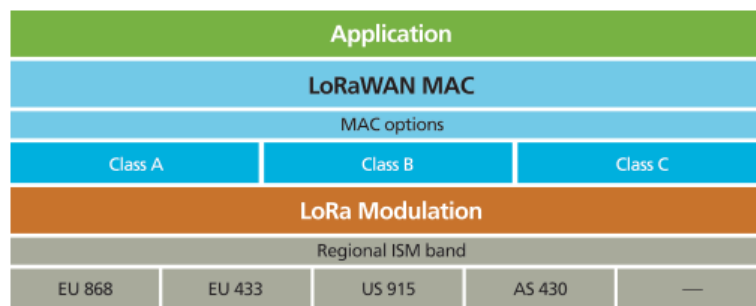 Application
LoRaWAN MAC
MAC options
Class A Class B Class C
LoRa Modulation
Regional ISM band
EU 868 EU 433 US 915 AS 430 —